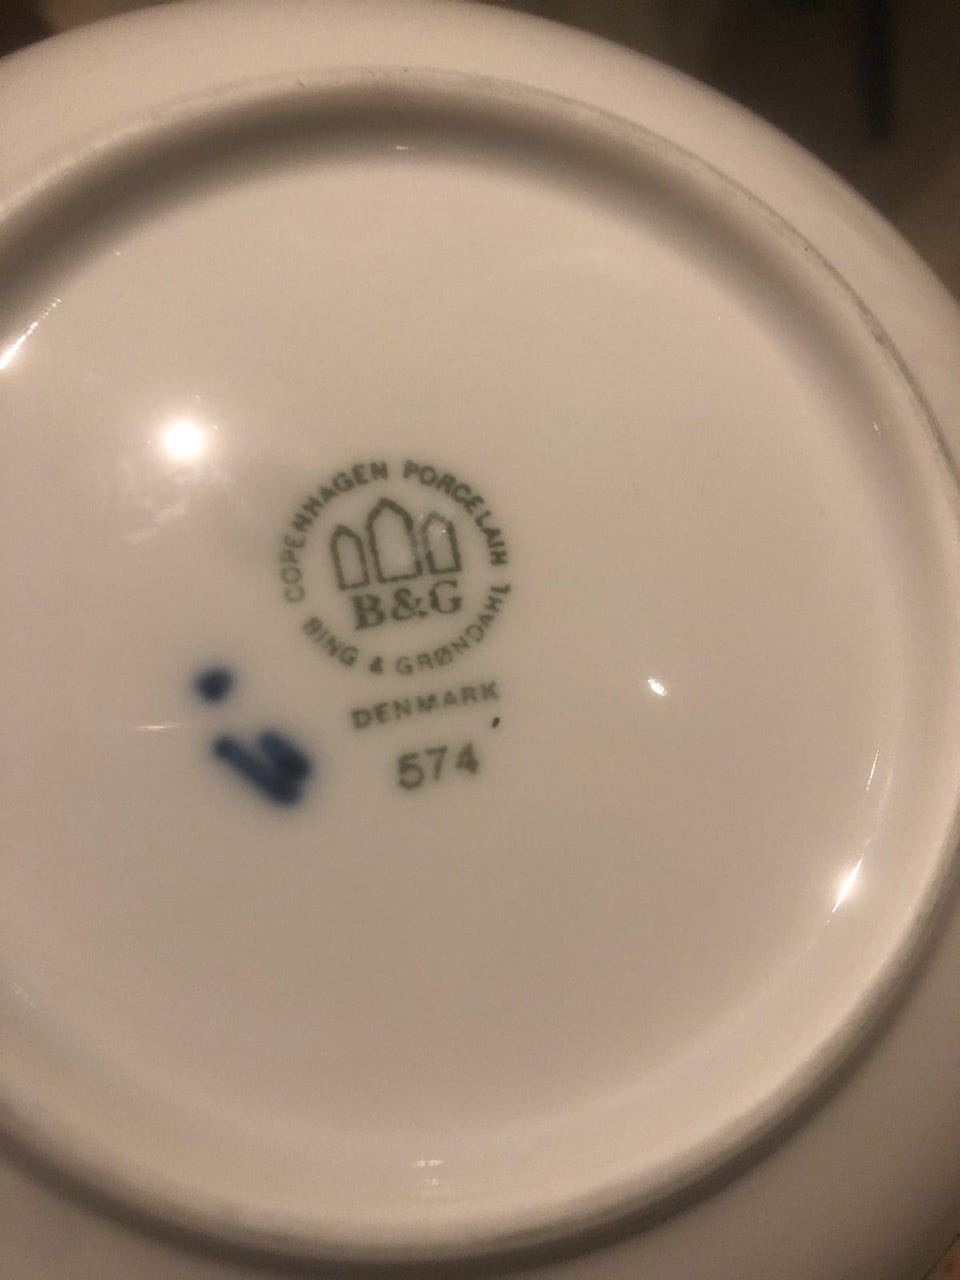 COPENHAGEN PORCELAIN
B&G
BING & GRØNDAHL
DENMARK
574